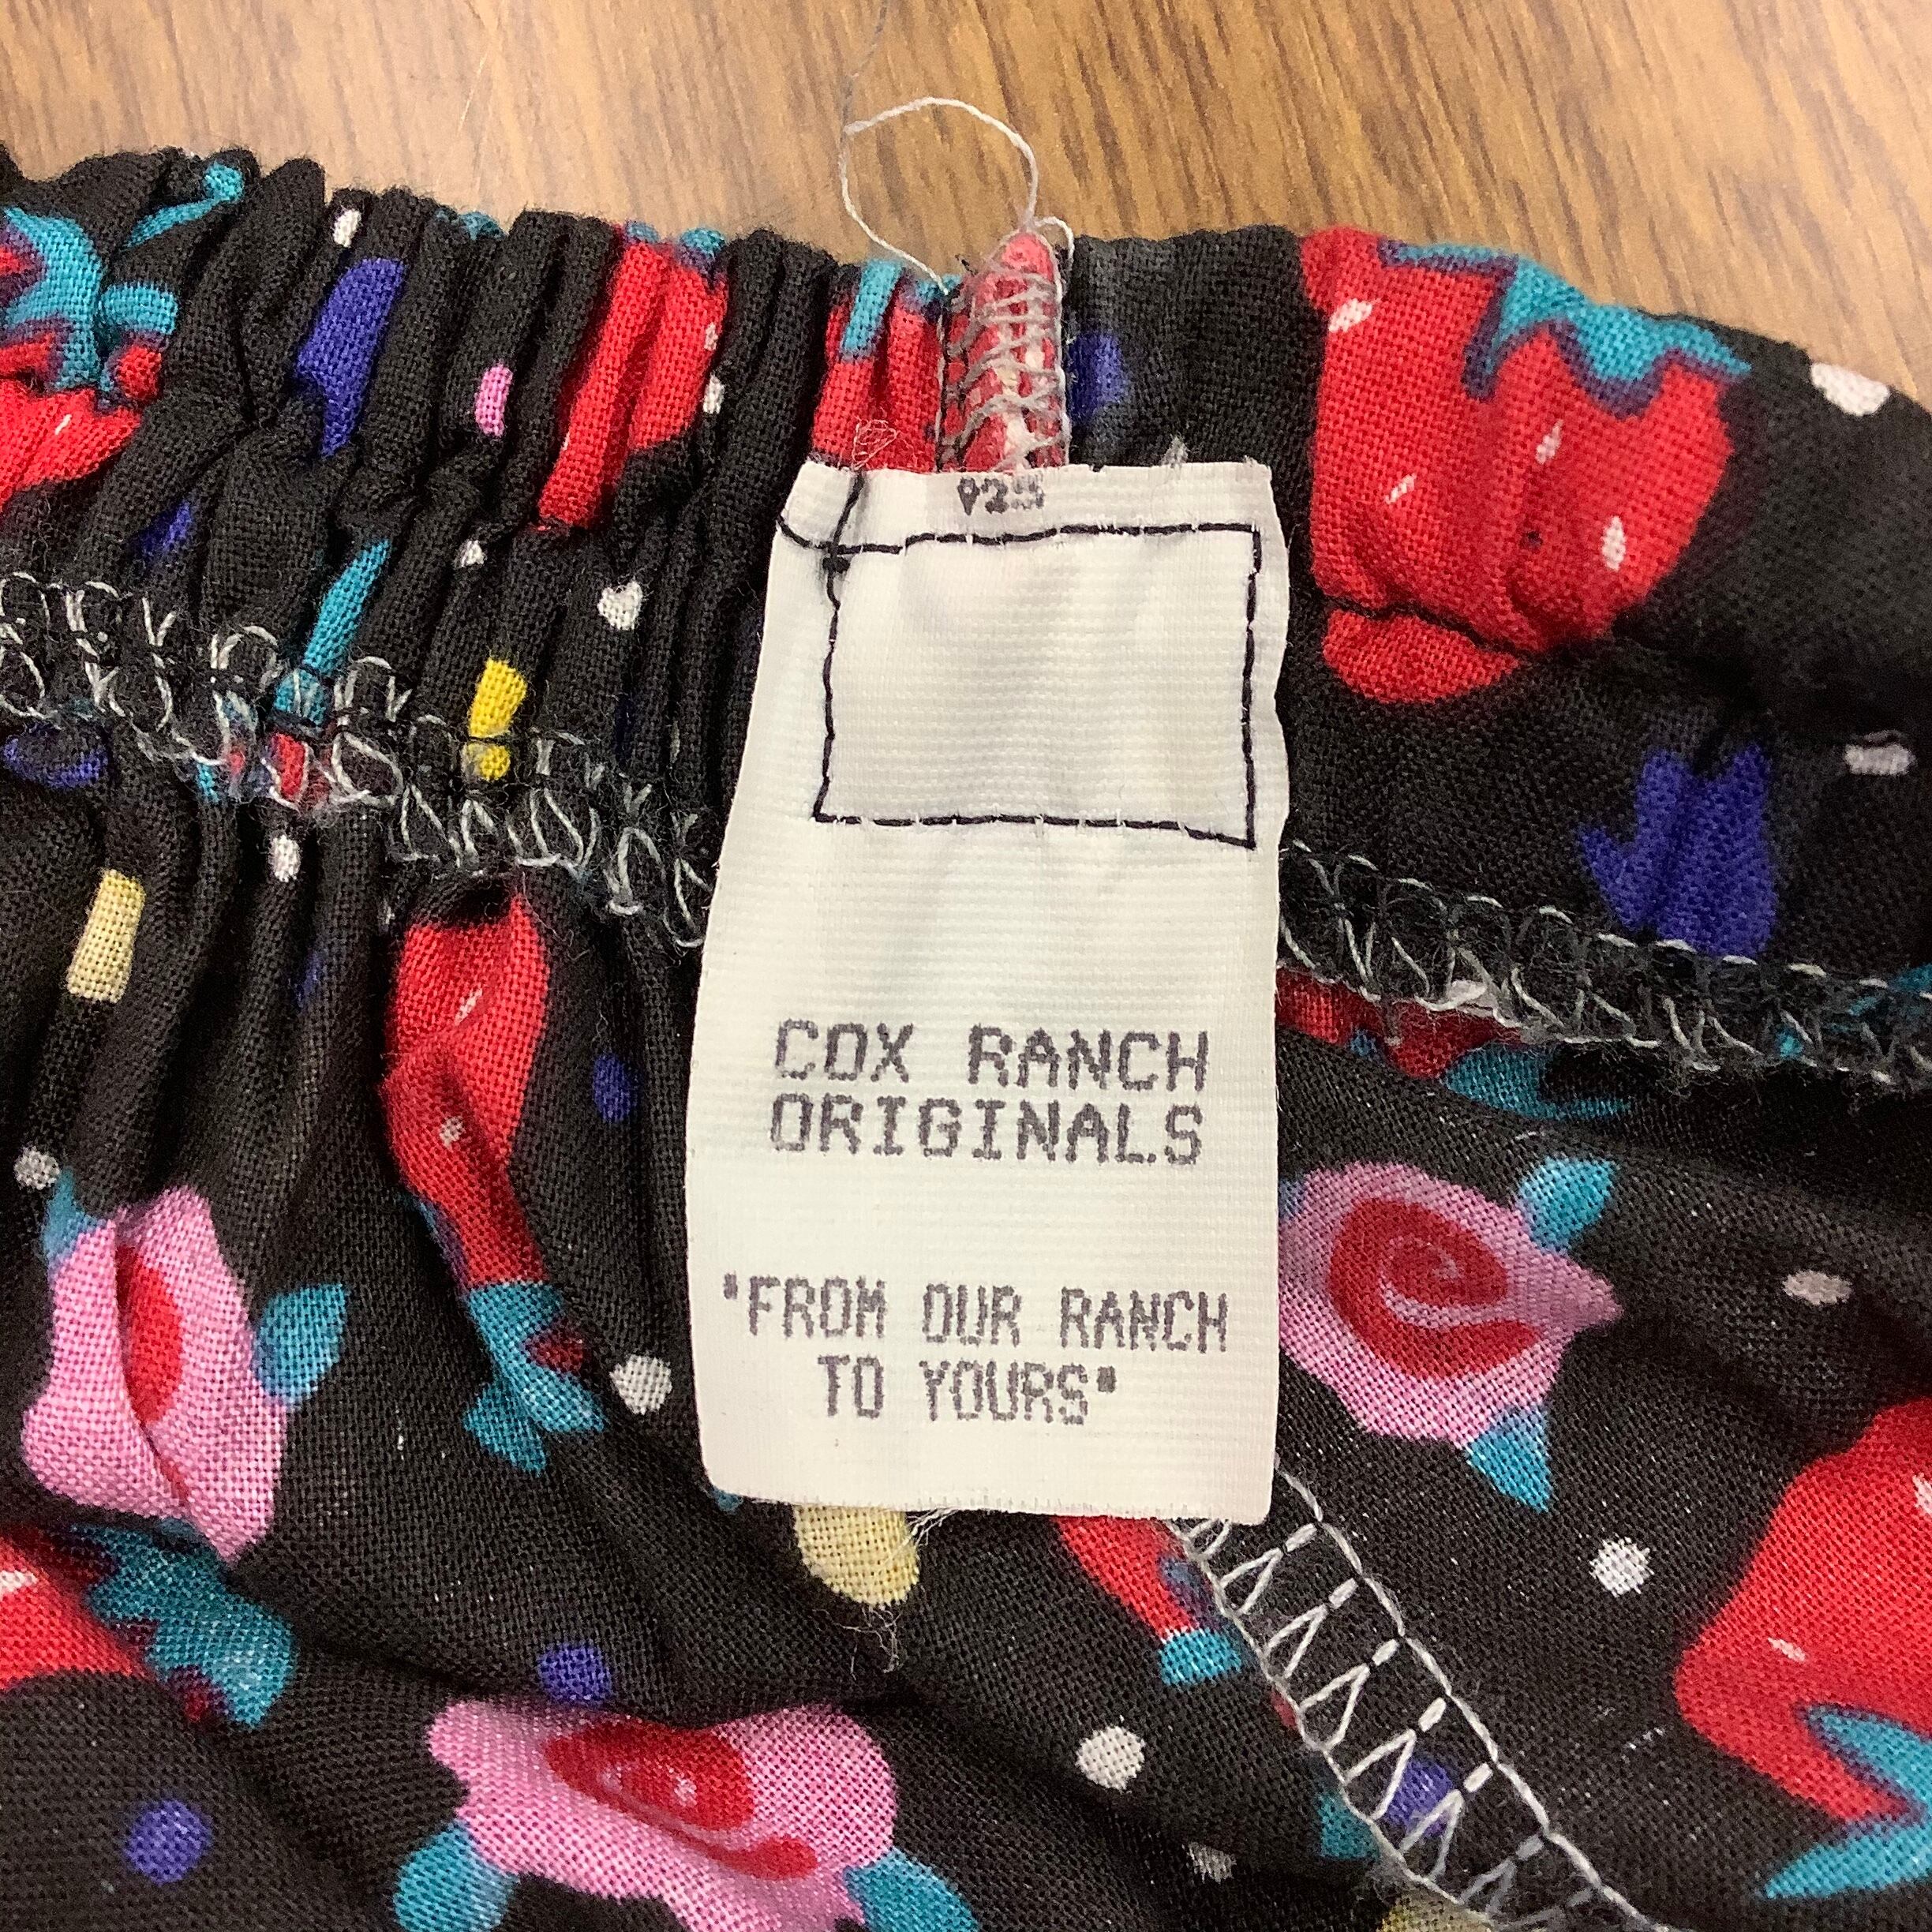 COX RANCH
ORIGINALS
"FROM OUR RANCH
TO YOURS"